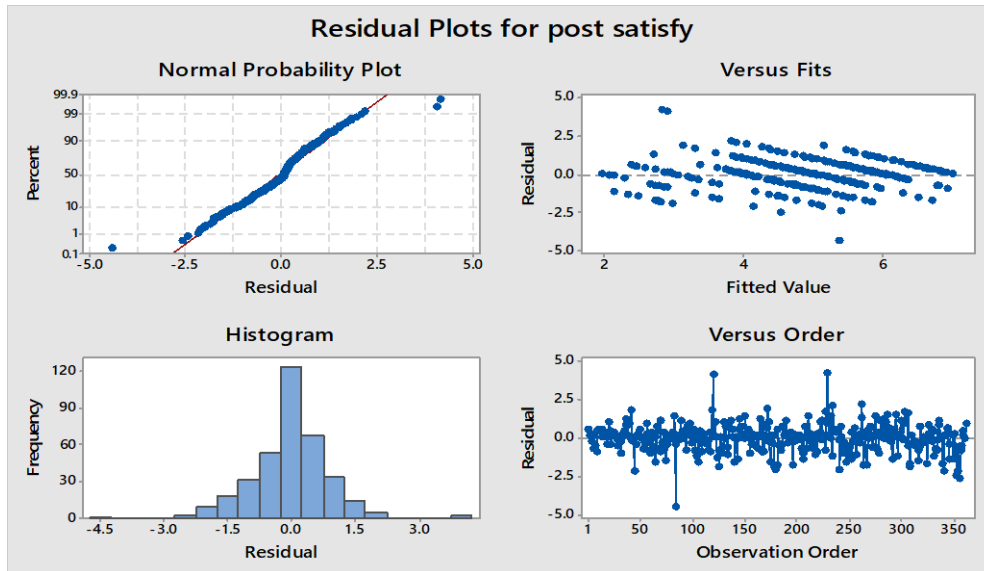 Residual Plots for post satisfy
Normal Probability Plot
99.9
99
90
50
10
1
0.1
Percent
-5.0 -2.5 0.0 2.5 5.0
Residual
Versus Fits
5.0
2.5
0.0
-2.5
-5.0
Residual
2 4 6
Fitted Value
Histogram
120
90
60
30
0
Frequency
-4.5 -3.0 -1.5 0.0 1.5 3.0
Residual
Versus Order
5.0
2.5
0.0
-2.5
-5.0
Residual
1 50 100 150 200 250 300 350
Observation Order